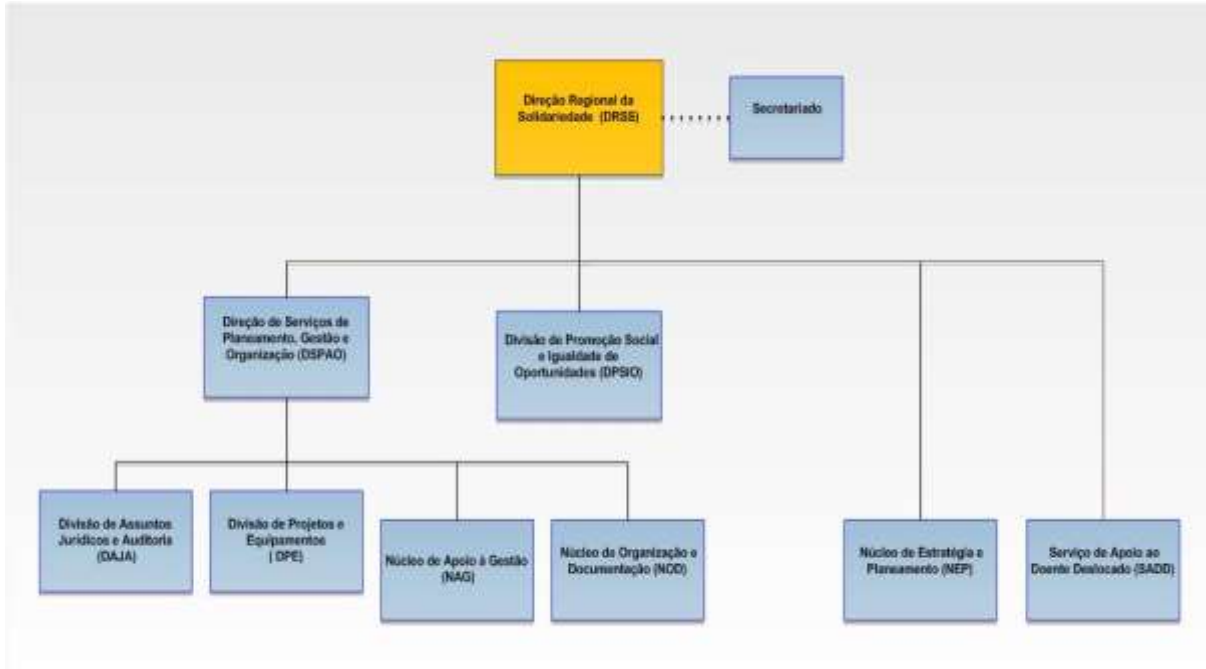 Direção Regional da
Solidariedade (DRSE)
Secretariado
Direção de Serviços de
Planeamento, Gestão e
Organização (DSPAO)
Divisão de Promoção Social
e Igualdade de
Oportunidades (DPSIO)
Divisão de Assuntos
Jurídicos e Auditoria
(DAJA)
Divisão de Projetos e
Equipamentos
( DPE)
Núcleo de Apoio à Gestão
(NAG)
Núcleo de Organização e
Documentação (NOD)
Núcleo de Estratégia e
Planeamento (NEP)
Serviço de Apoio ao
Doente Deslocado (SADD)